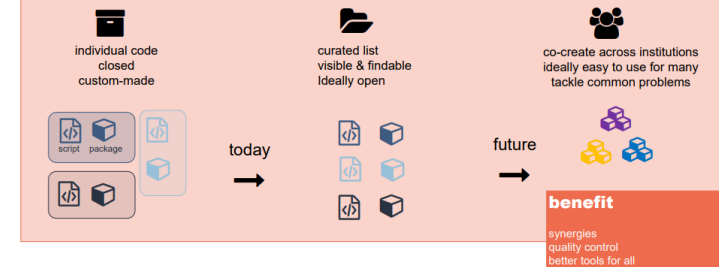 individual code
closed
custom-made
curated list
visible & findable
Ideally open
co-create across institutions
ideally easy to use for many
tackle common problems
script package
today
future
benefit
synergies
quality control
better tools for all